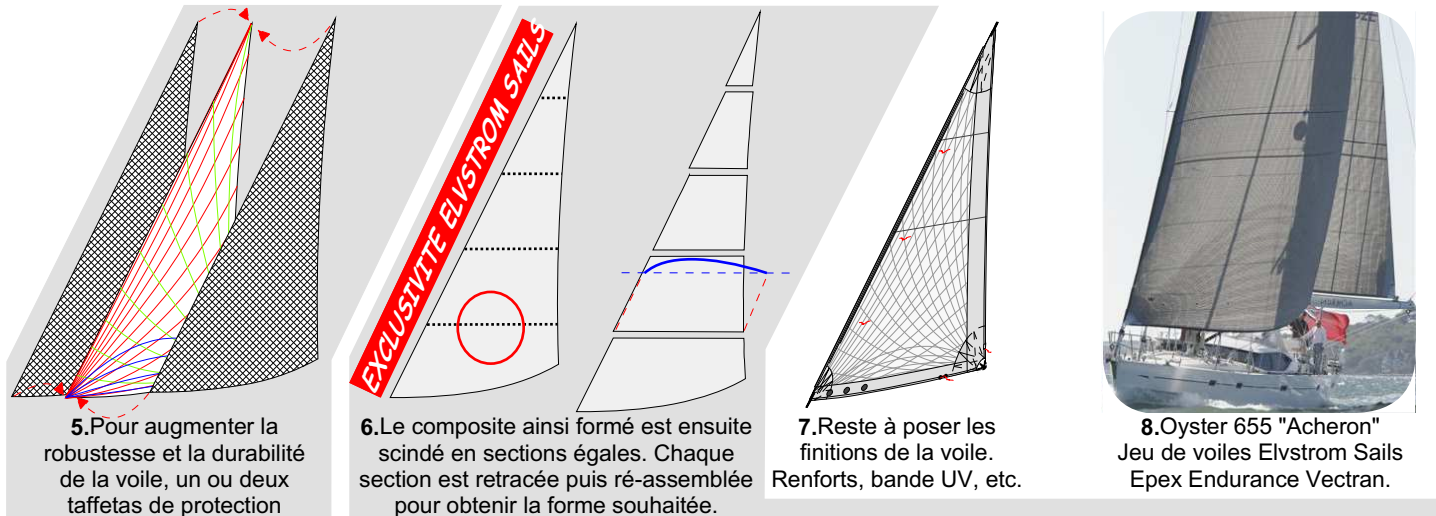 EXCLUSIVITE ELVSTROM SAILS
5.Pour augmenter la
robustesse et la durabilité
de la voile, un ou deux
taffetas de protection
6.Le composite ainsi formé est ensuite
scindé en sections égales. Chaque
section est retracée puis ré-assemblée
pour obtenir la forme souhaitée.
7.Reste à poser les
finitions de la voile.
Renforts, bande UV, etc.
8.Oyster 655 "Acheron"
Jeu de voiles Elvstrom Sails
Epex Endurance Vectran.